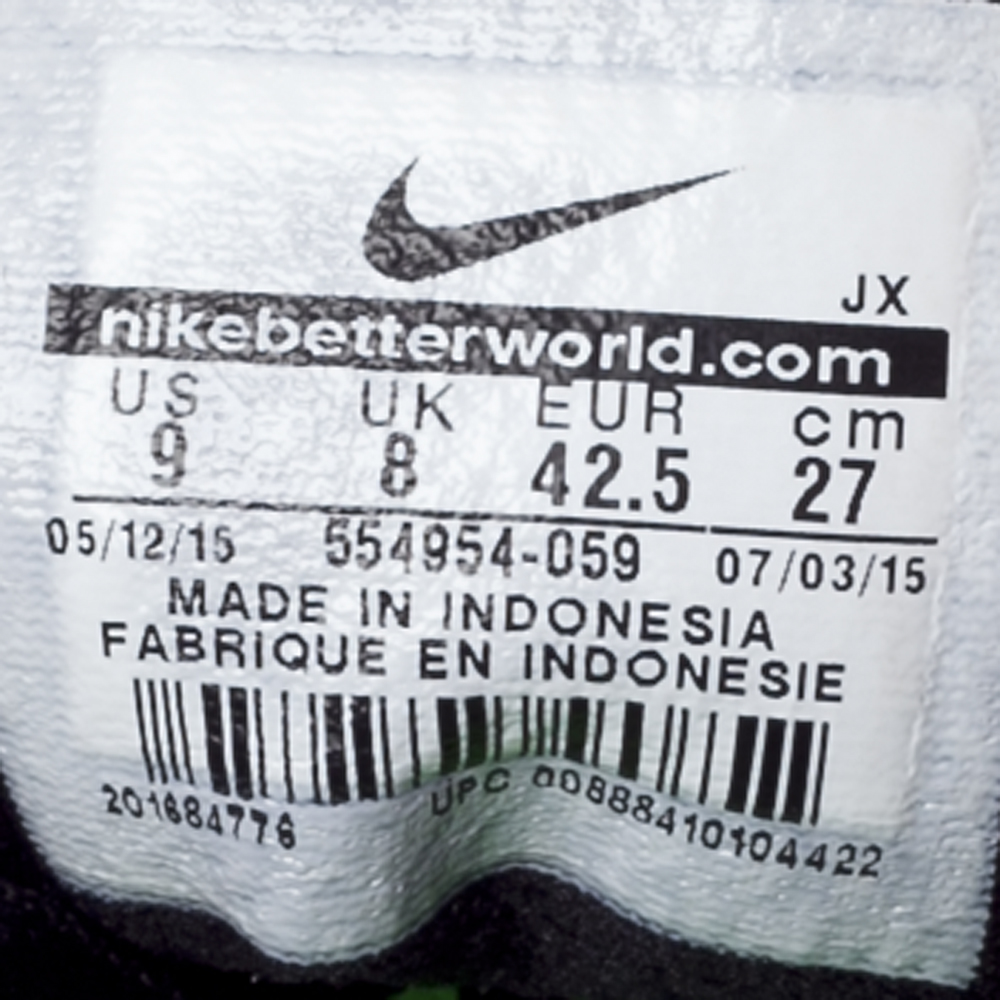 JX
nikebetterworld.com
US UK EUR cm
9 8 42.5 27
05/12/15 554954-059 07/03/15
MADE IN INDONESIA
FABRIQUE EN INDONESIE
201684776 UPC 00888410104422